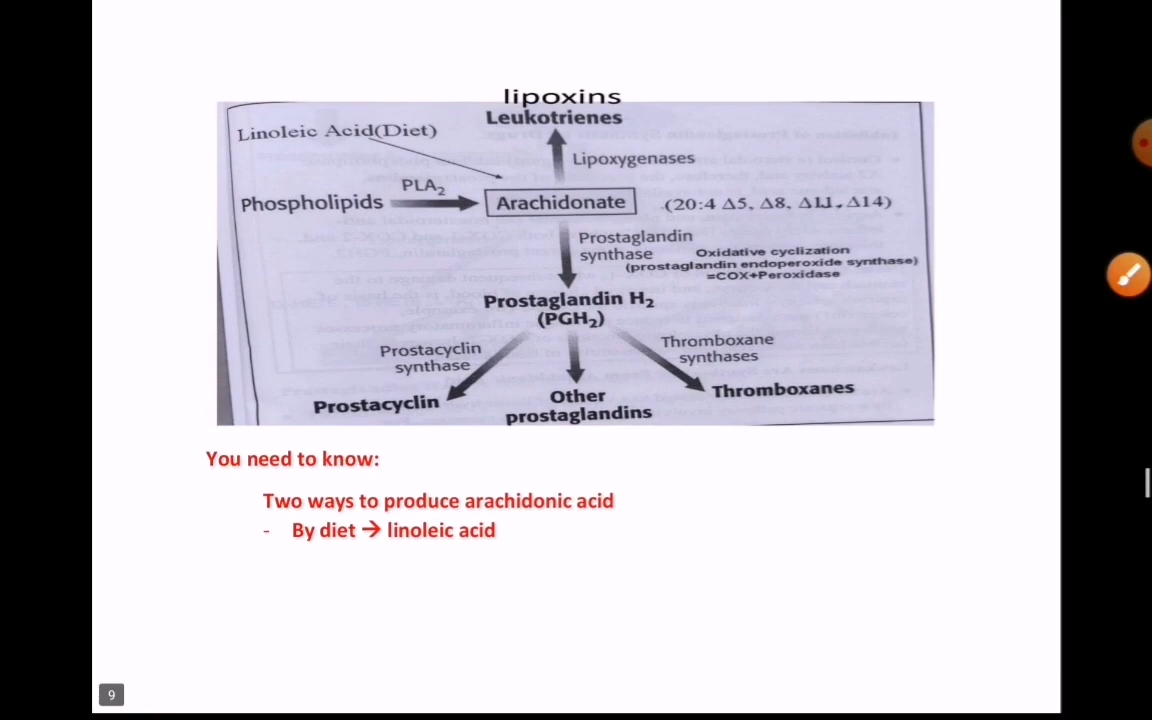 lipoxins
Leukotrienes
Linoleic Acid(Diet)
Lipoxygenases
PLA₂
Phospholipids
Arachidonate
(20:4 Δ5, Δ8, Δ11, Δ14)
Prostaglandin
synthase
Oxidative cyclization
(prostaglandin endoperoxide synthase)
=COX+Peroxidase
Prostaglandin H₂
(PGH₂)
Prostacyclin
synthase
Thromboxane
synthases
Prostacyclin
Other
prostaglandins
Thromboxanes
You need to know:
Two ways to produce arachidonic acid
- By diet → linoleic acid
9